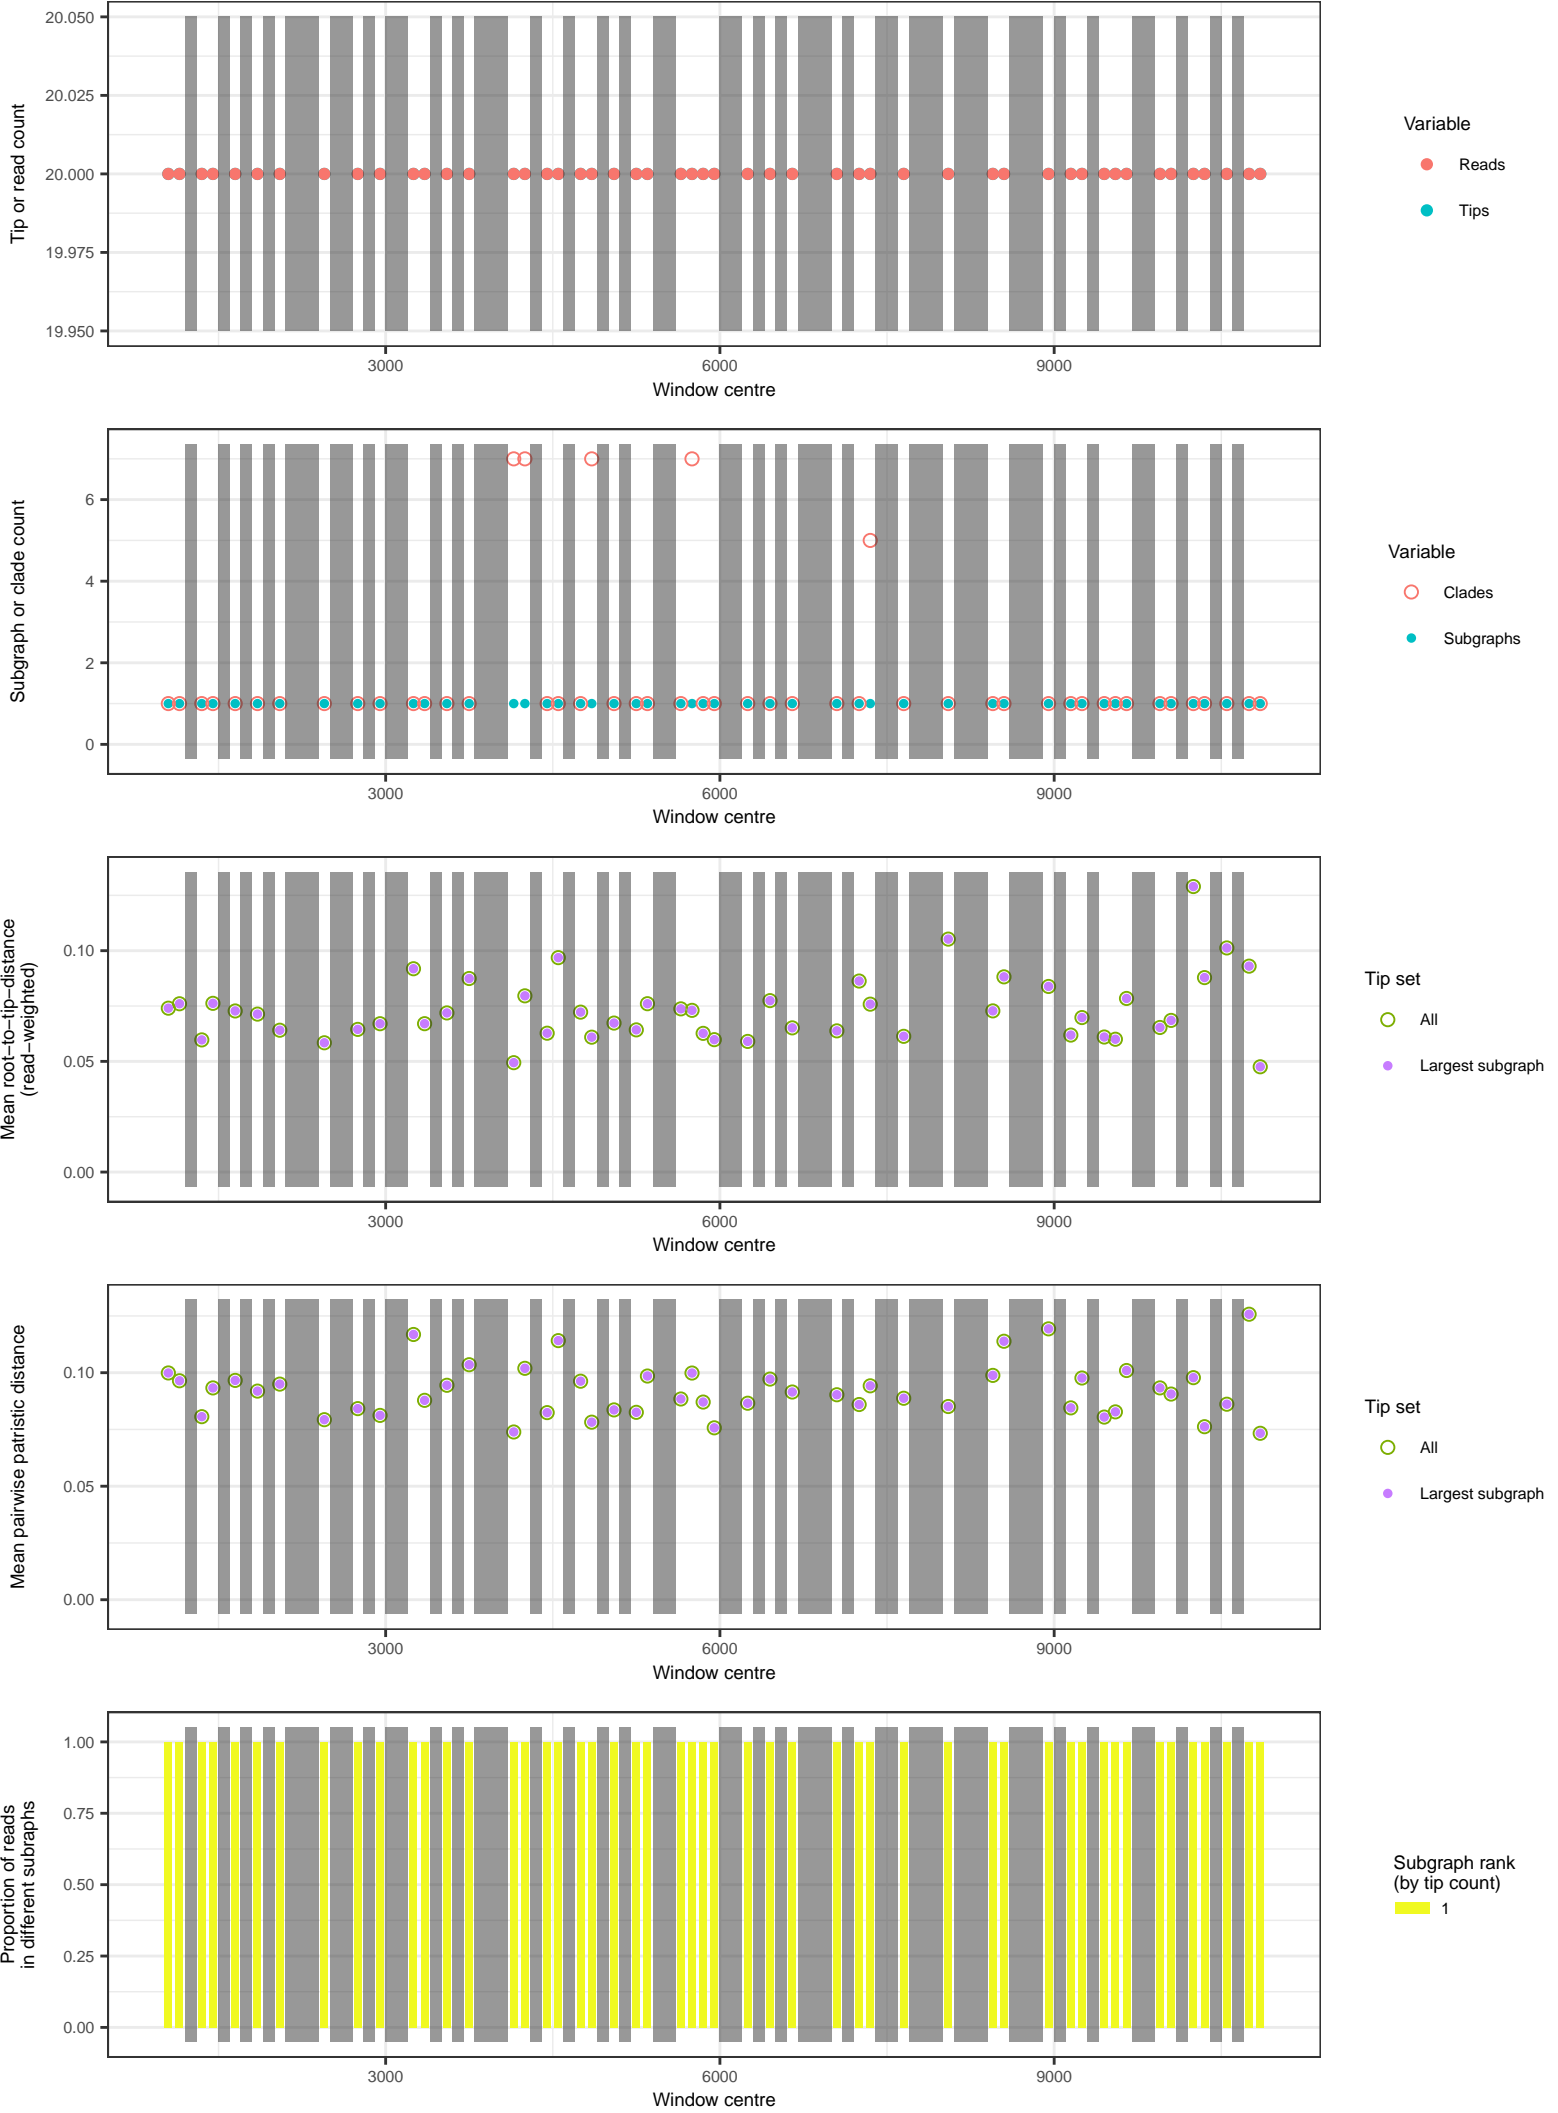 20.050
20.025
20.000
19.975
19.950
Tip or read count
3000
6000
9000
Window centre
Variable
Reads
Tips
6
4
2
0
Subgraph or clade count
3000
6000
9000
Window centre
Variable
Clades
Subgraphs
0.10
0.05
0.00
Mean root−to−tip−distance
(read−weighted)
3000
6000
9000
Window centre
Tip set
All
Largest subgraph
0.10
0.05
0.00
Mean pairwise patristic distance
3000
6000
9000
Window centre
Tip set
All
Largest subgraph
1.00
0.75
0.50
0.25
0.00
Proportion of reads
in different subraphs
3000
6000
9000
Window centre
Subgraph rank
(by tip count)
1